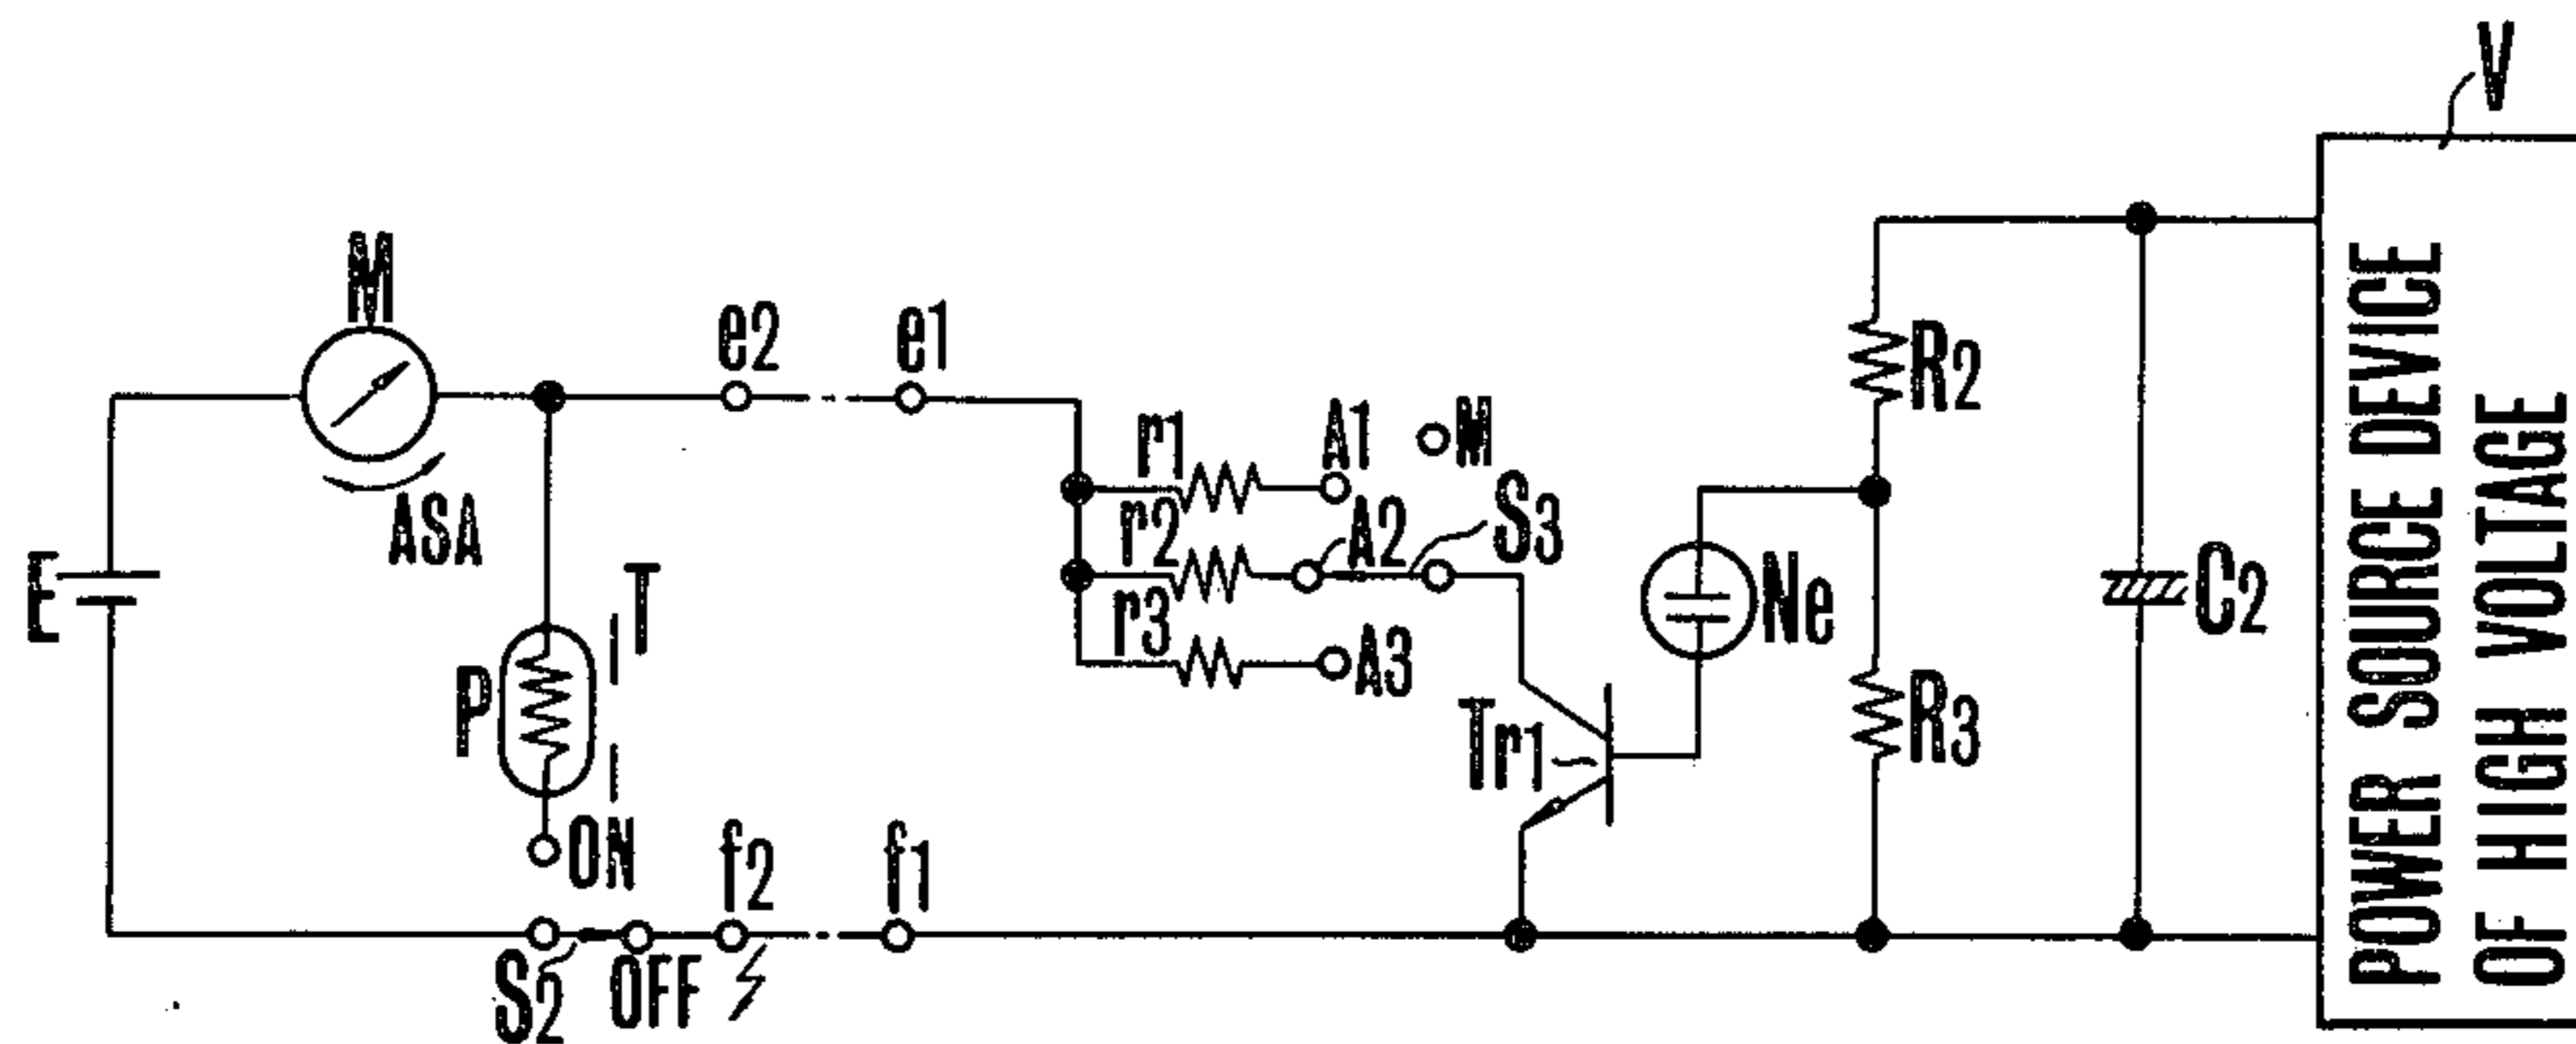 V
M
e2
e1
R2
r1
A1
M
ASA
r2
A2
S3
E
T
Ne
C2
r3
A3
P
Tr1
R3
ON
f2
f1
S2
OFF
POWER SOURCE DEVICE
OF HIGH VOLTAGE